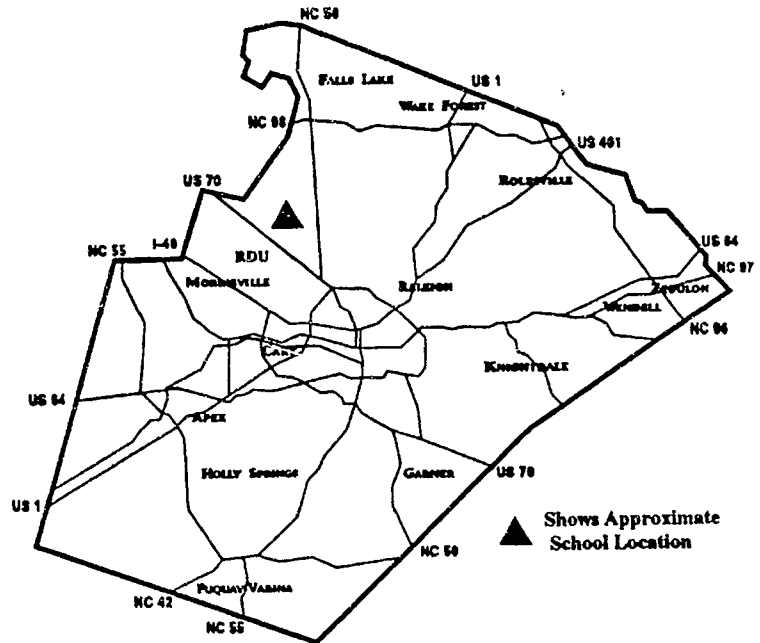 NC 50
FALLS LAKE
US 1
WAKE FOREST
NC 98
US 401
ROLESVILLE
US 70
I-40
RDU
US 64
NC 55
NC 97
MORRISVILLE
RALEIGH
ZEBULON
WENDELL
NC 96
CARY
KNIGHTDALE
US 64
APEX
HOLLY SPRINGS
GARNER
US 70
US 1
Shows Approximate
School Location
NC 50
FUQUAY VARINA
NC 42
NC 55